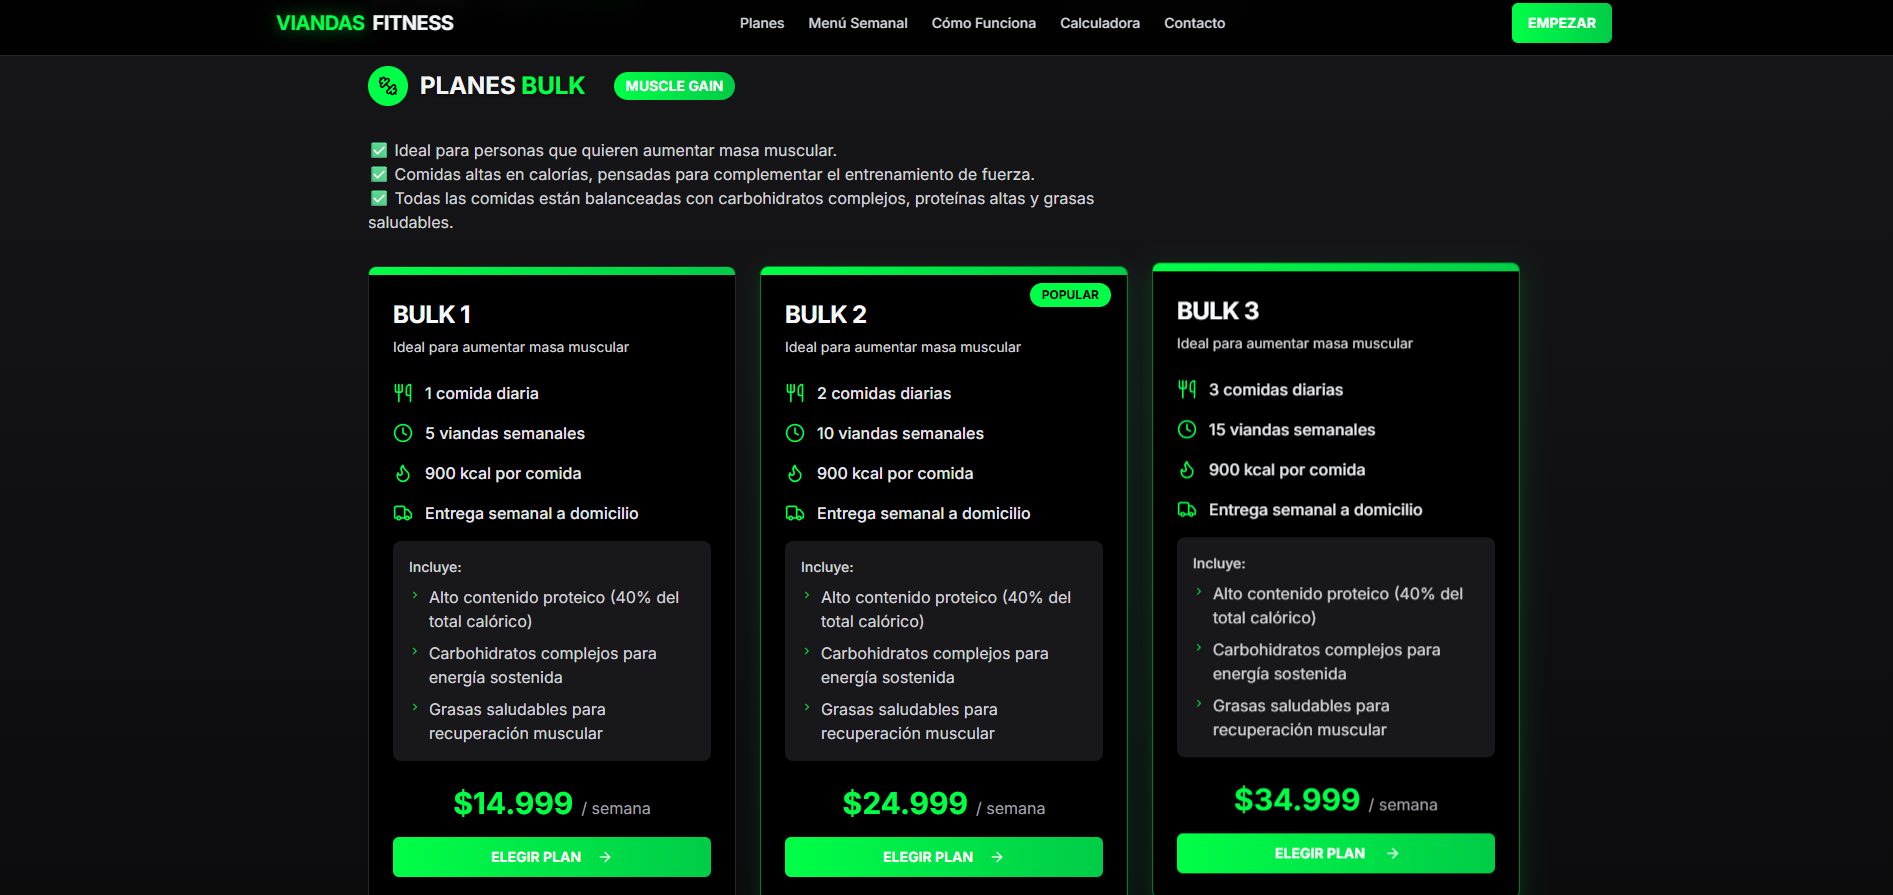 VIANDAS FITNESS
Planes
Menú Semanal
Cómo Funciona
Calculadora
Contacto
EMPEZAR
PLANES BULK
MUSCLE GAIN
✅ Ideal para personas que quieren aumentar masa muscular.
✅ Comidas altas en calorías, pensadas para complementar el entrenamiento de fuerza.
✅ Todas las comidas están balanceadas con carbohidratos complejos, proteínas altas y grasas
saludables.
BULK 1
Ideal para aumentar masa muscular
1 comida diaria
5 viandas semanales
900 kcal por comida
Entrega semanal a domicilio
Incluye:
Alto contenido proteico (40% del
total calórico)
Carbohidratos complejos para
energía sostenida
Grasas saludables para
recuperación muscular
$14.999 / semana
ELEGIR PLAN →
POPULAR
BULK 2
Ideal para aumentar masa muscular
2 comidas diarias
10 viandas semanales
900 kcal por comida
Entrega semanal a domicilio
Incluye:
Alto contenido proteico (40% del
total calórico)
Carbohidratos complejos para
energía sostenida
Grasas saludables para
recuperación muscular
$24.999 / semana
ELEGIR PLAN →
BULK 3
Ideal para aumentar masa muscular
3 comidas diarias
15 viandas semanales
900 kcal por comida
Entrega semanal a domicilio
Incluye:
Alto contenido proteico (40% del
total calórico)
Carbohidratos complejos para
energía sostenida
Grasas saludables para
recuperación muscular
$34.999 / semana
ELEGIR PLAN →